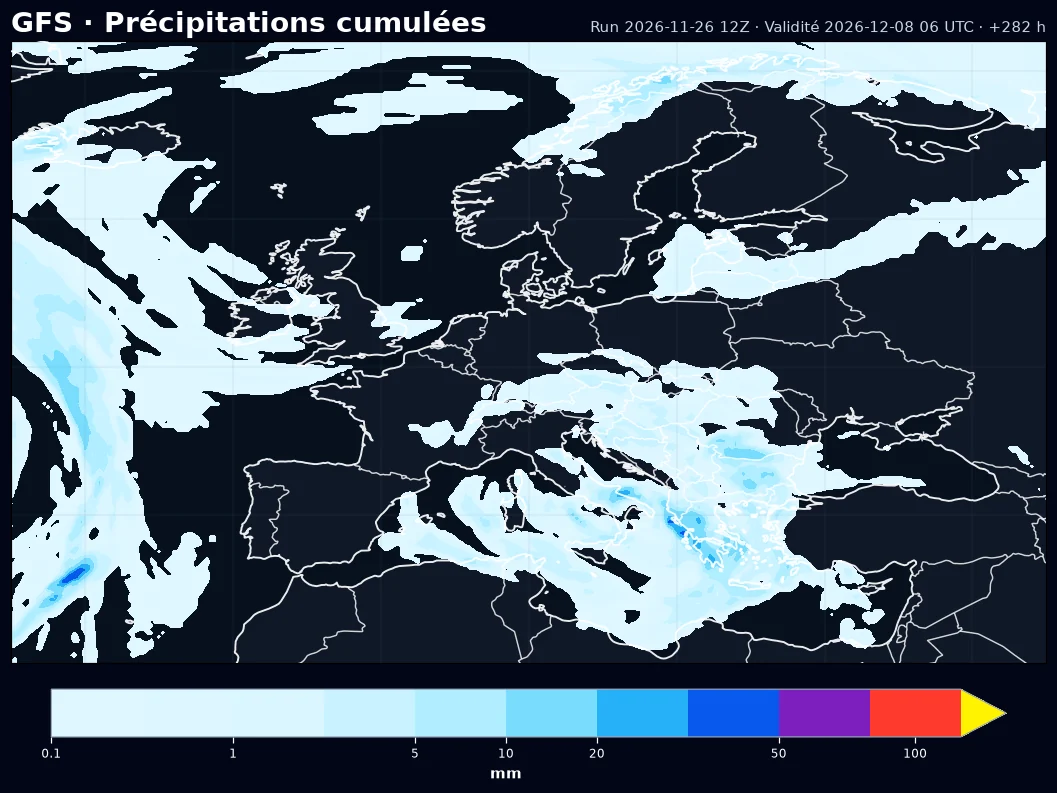 GFS · Précipitations cumulées
Run 2026-11-26 12Z · Validité 2026-12-08 06 UTC · +282 h
0.1 1 5 10 20 50 100
mm